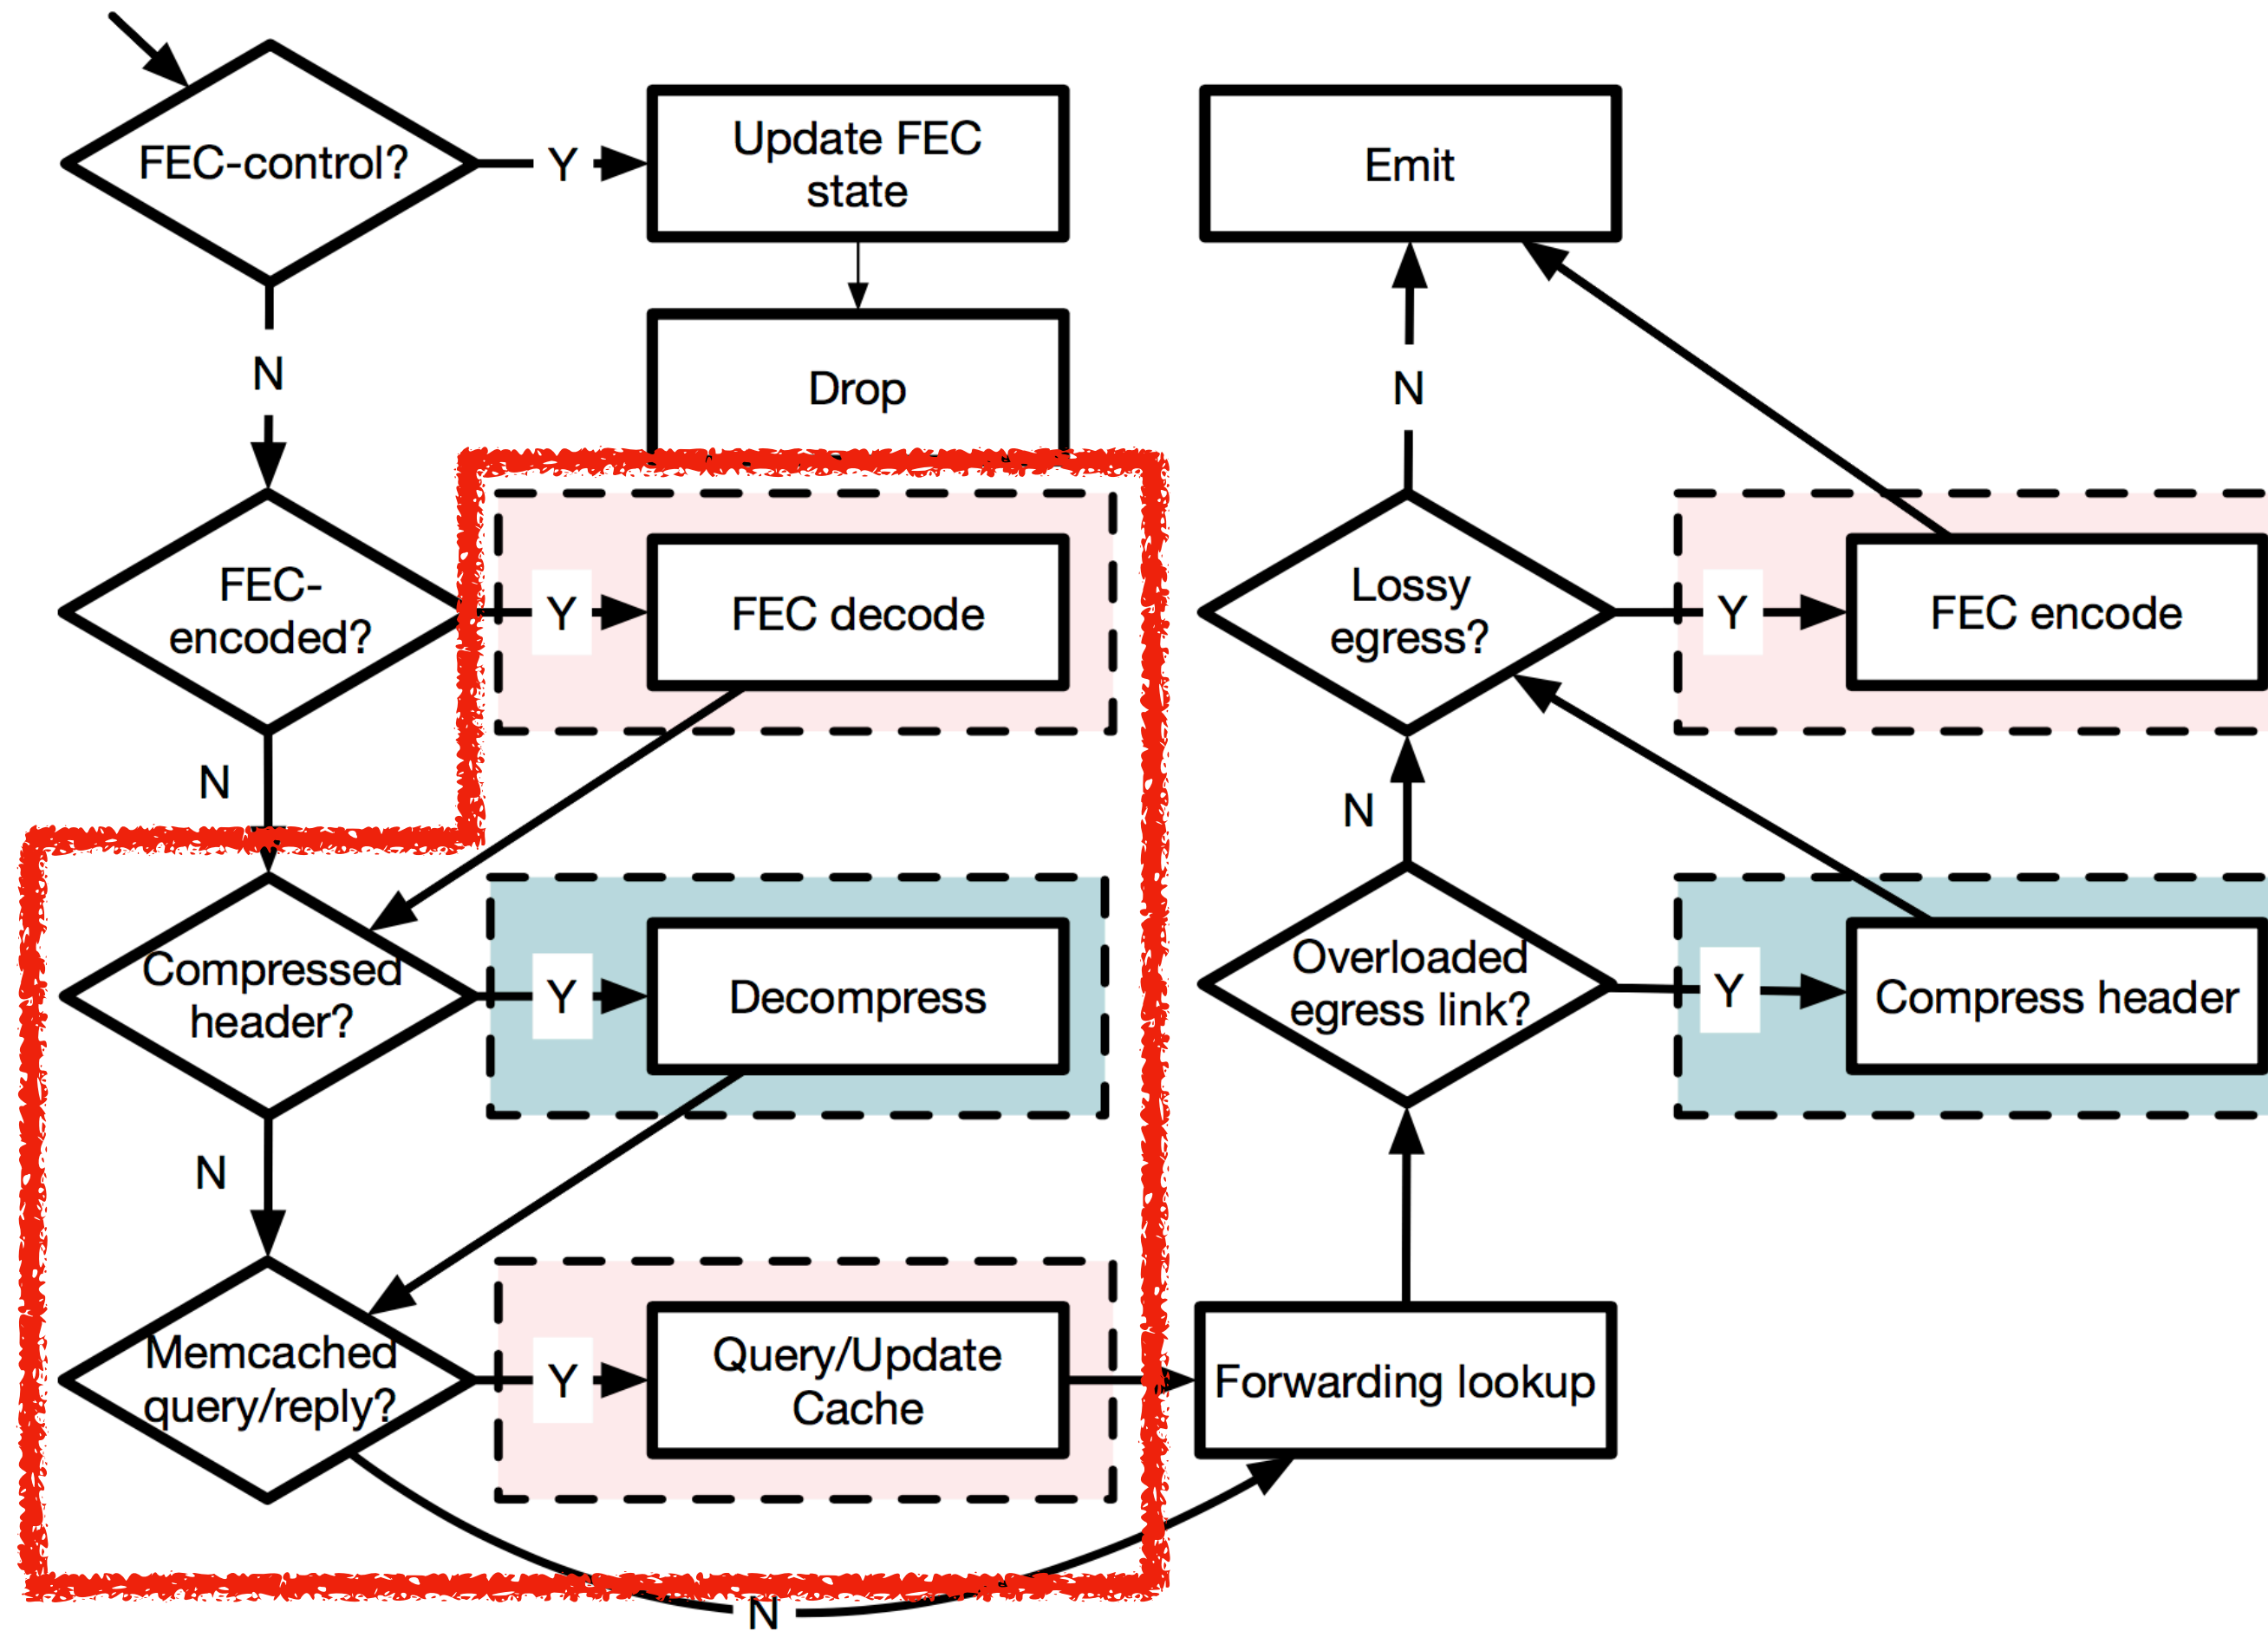 FEC-control?
Y
Update FEC
state
Emit
N
Drop
N
FEC-
encoded?
Y
FEC decode
Lossy
egress?
Y
FEC encode
N
N
Compressed
header?
Y
Decompress
Overloaded
egress link?
Y
Compress header
N
Memcached
query/reply?
Y
Query/Update
Cache
Forwarding lookup
N